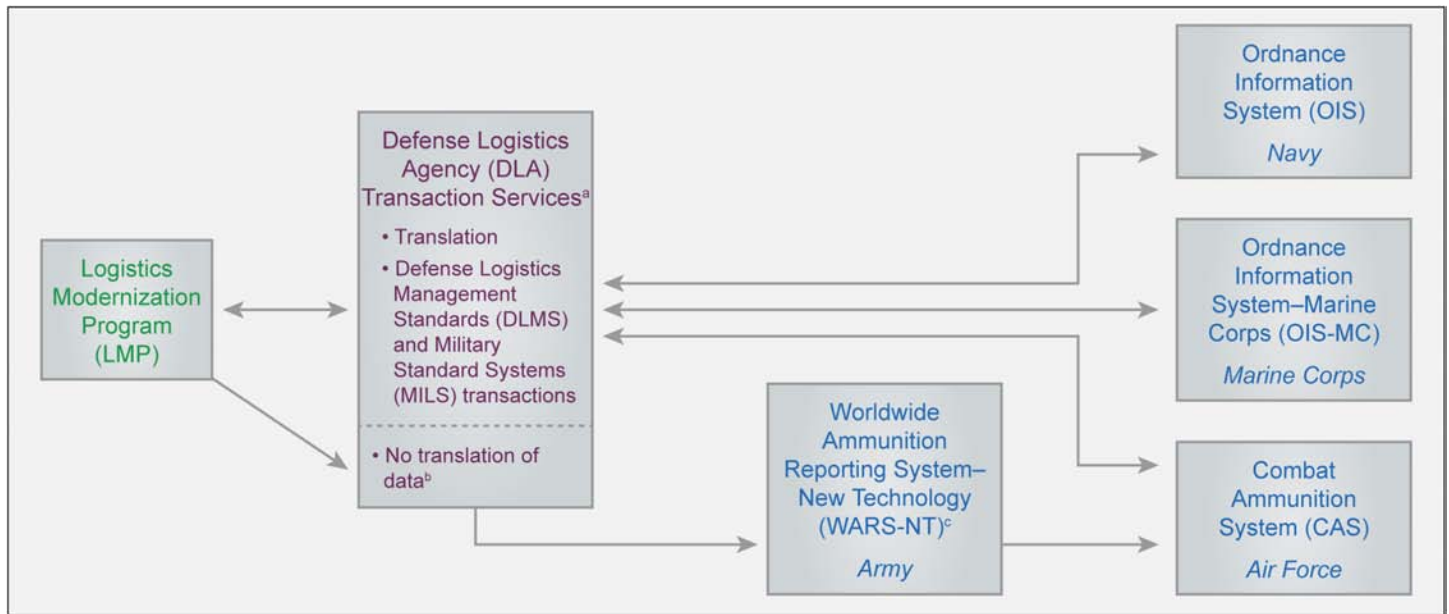 Logistics
Modernization
Program
(LMP)
Defense Logistics
Agency (DLA)
Transaction Servicesᵃ
• Translation
• Defense Logistics
Management
Standards (DLMS)
and Military
Standard Systems
(MILS) transactions
• No translation of
dataᵇ
Worldwide
Ammunition
Reporting System–
New Technology
(WARS-NT)ᶜ
Army
Ordnance
Information
System (OIS)
Navy
Ordnance
Information
System–Marine
Corps (OIS-MC)
Marine Corps
Combat
Ammunition
System (CAS)
Air Force